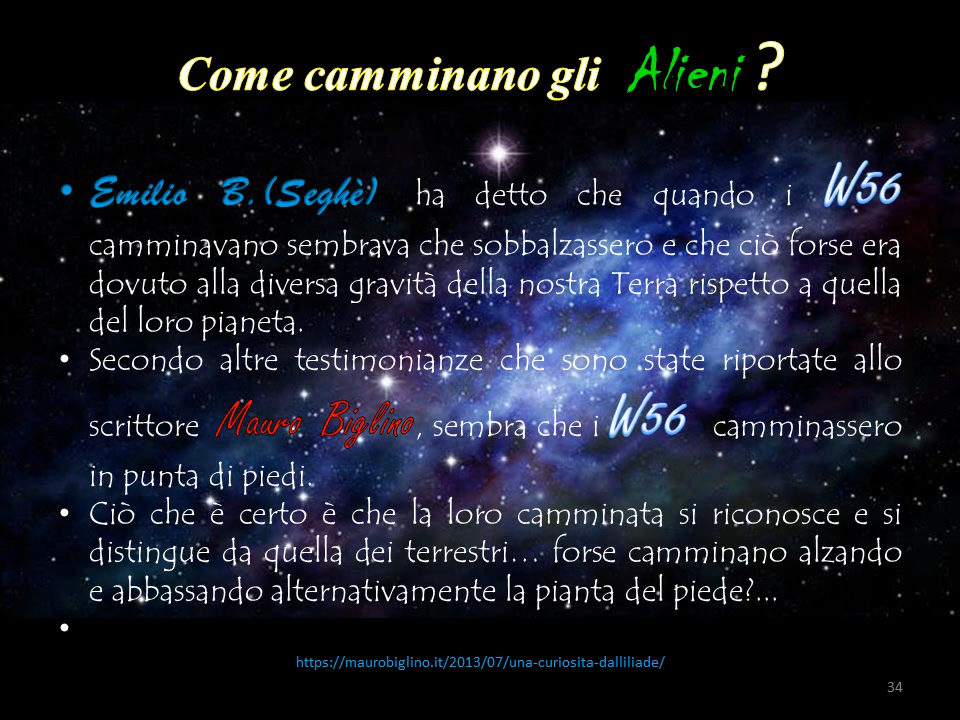 Come camminano gli Alieni ?
• Emilio B.(Seghè) ha detto che quando i W56
camminavano sembrava che sobbalzassero e che ciò forse era
dovuto alla diversa gravità della nostra Terra rispetto a quella
del loro pianeta.
• Secondo altre testimonianze che sono state riportate allo
scrittore Mauro Biglino, sembra che i W56 camminassero
in punta di piedi.
• Ciò che è certo è che la loro camminata si riconosce e si
distingue da quella dei terrestri... forse camminano alzando
e abbassando alternativamente la pianta del piede?...
•
https://maurobiglino.it/2013/07/una-curiosita-dalliliade/
34